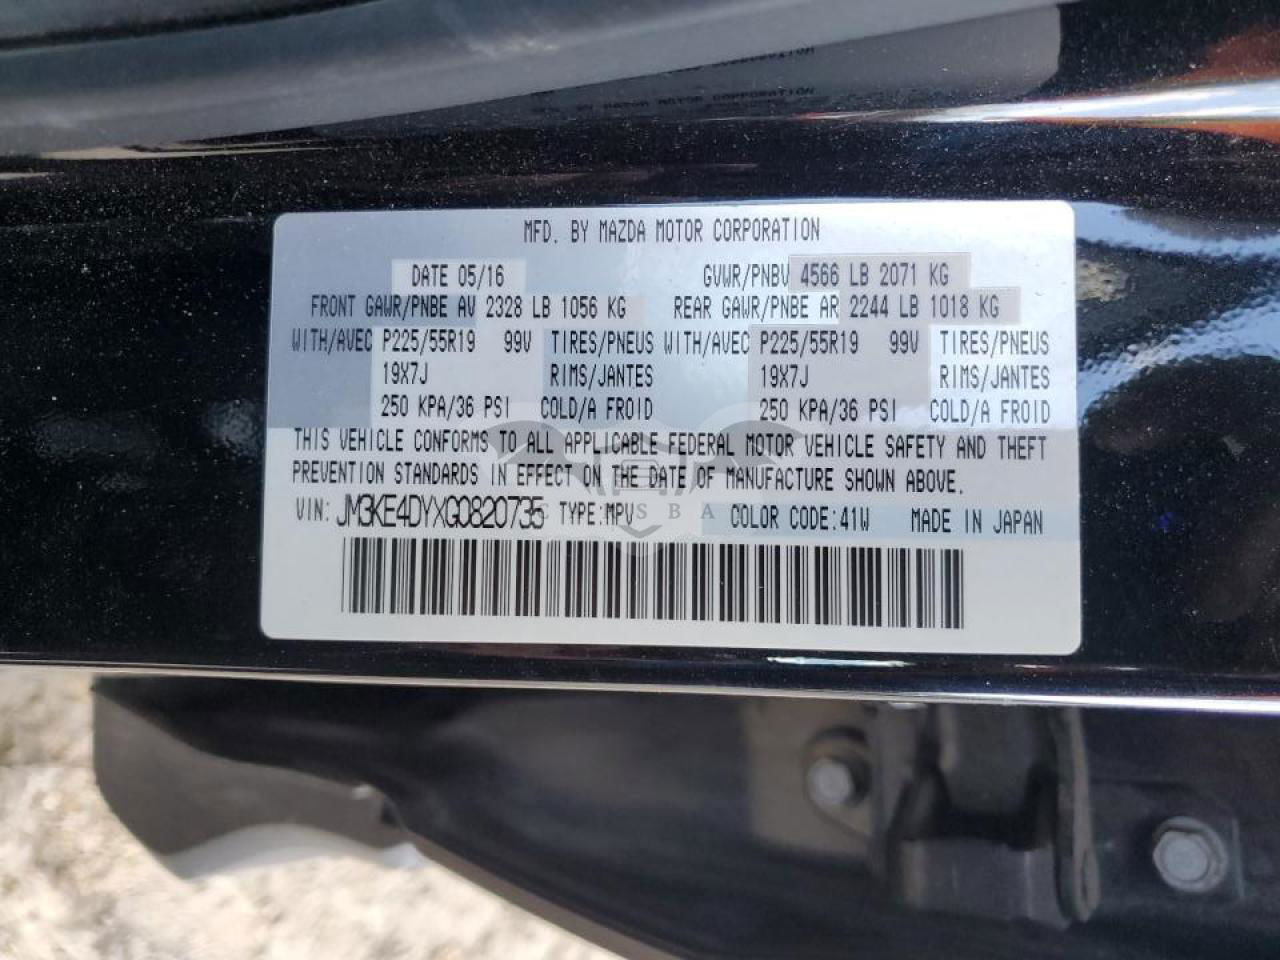 MFD. BY MAZDA MOTOR CORPORATION
DATE 05/16 GVWR/PNBV 4566 LB 2071 KG
FRONT GAWR/PNBE AV 2328 LB 1056 KG REAR GAWR/PNBE AR 2244 LB 1018 KG
WITH/AVEC P225/55R19 99V TIRES/PNEUS WITH/AVEC P225/55R19 99V TIRES/PNEUS
19X7J RIMS/JANTES 19X7J RIMS/JANTES
250 KPA/36 PSI COLD/A FROID 250 KPA/36 PSI COLD/A FROID
THIS VEHICLE CONFORMS TO ALL APPLICABLE FEDERAL MOTOR VEHICLE SAFETY AND THEFT
PREVENTION STANDARDS IN EFFECT ON THE DATE OF MANUFACTURE SHOWN ABOVE.
VIN: JM3KE4DYXG0820735 TYPE:MPV COLOR CODE:41W MADE IN JAPAN